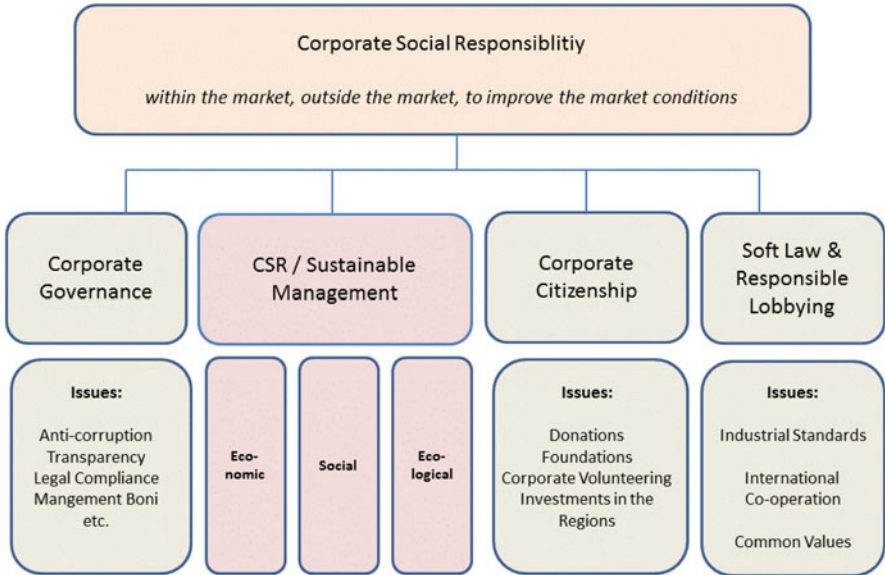 Corporate Social Responsiblitiy
within the market, outside the market, to improve the market conditions
Corporate
Governance
CSR / Sustainable
Management
Corporate
Citizenship
Soft Law &
Responsible
Lobbying
Issues:
Anti-corruption
Transparency
Legal Compliance
Mangement Boni
etc.
Eco-
nomic
Social
Eco-
logical
Issues:
Donations
Foundations
Corporate Volunteering
Investments in the
Regions
Issues:
Industrial Standards
International
Co-operation
Common Values